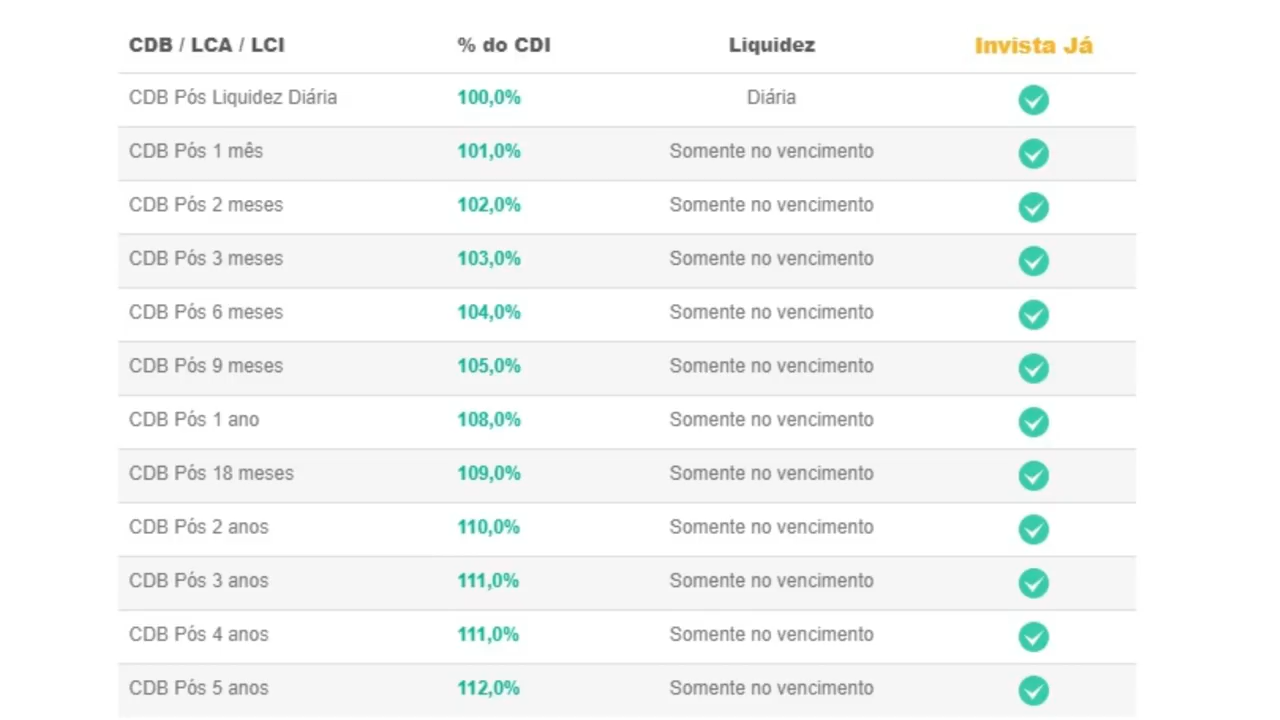 CDB / LCA / LCI % do CDI Liquidez Invista Já
CDB Pós Liquidez Diária 100,0% Diária
CDB Pós 1 mês 101,0% Somente no vencimento
CDB Pós 2 meses 102,0% Somente no vencimento
CDB Pós 3 meses 103,0% Somente no vencimento
CDB Pós 6 meses 104,0% Somente no vencimento
CDB Pós 9 meses 105,0% Somente no vencimento
CDB Pós 1 ano 108,0% Somente no vencimento
CDB Pós 18 meses 109,0% Somente no vencimento
CDB Pós 2 anos 110,0% Somente no vencimento
CDB Pós 3 anos 111,0% Somente no vencimento
CDB Pós 4 anos 111,0% Somente no vencimento
CDB Pós 5 anos 112,0% Somente no vencimento